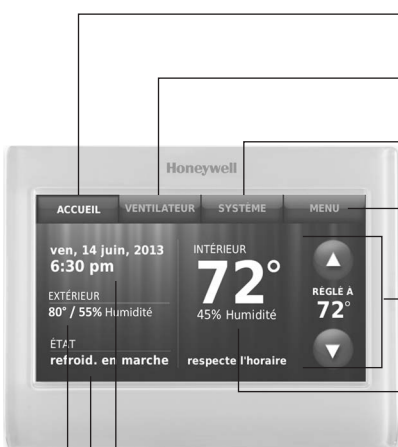 Honeywell
ACCUEIL VENTILATEUR SYSTÈME MENU
ven, 14 juin, 2013
6:30 pm
EXTÉRIEUR
80° / 55% Humidité
ÉTAT
refroid. en marche
INTÉRIEUR
72°
45% Humidité
respecte l'horaire
RÉGLÉ À
72°